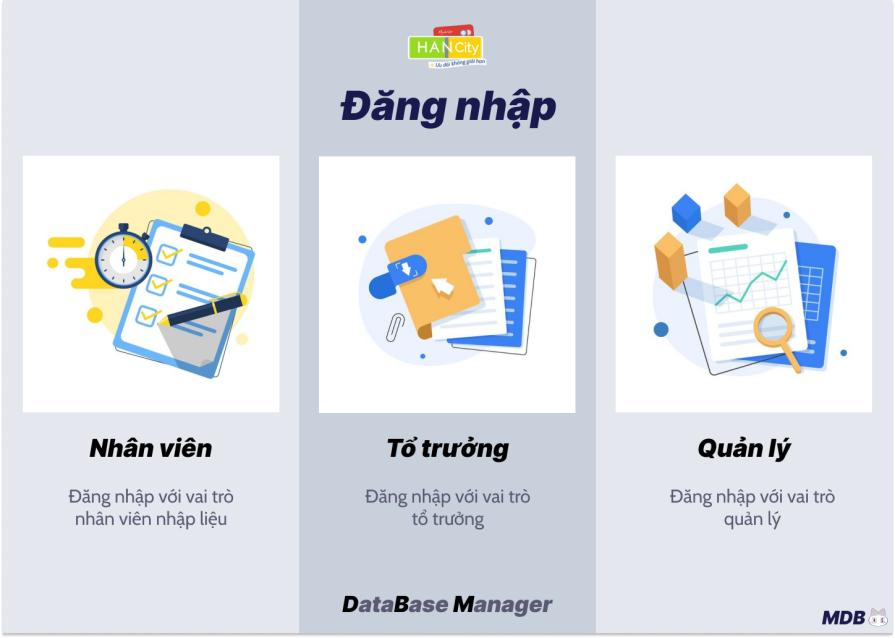 HAN City
Ưu đãi không giới hạn
Đăng nhập
Nhân viên
Đăng nhập với vai trò
nhân viên nhập liệu
Tổ trưởng
Đăng nhập với vai trò
tổ trưởng
Quản lý
Đăng nhập với vai trò
quản lý
DataBase Manager
MDB